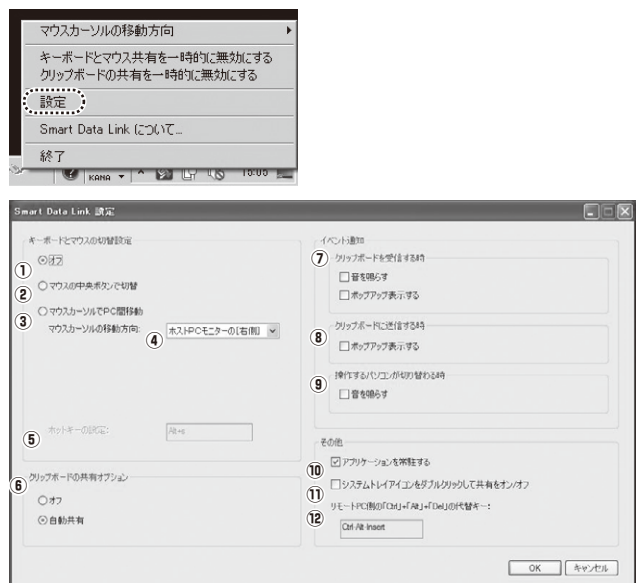 マウスカーソルの移動方向
キーボードとマウス共有を一時的に無効にする
クリップボードの共有を一時的に無効にする
設定
Smart Data Link について...
終了
KANA
15:05
Smart Data Link 設定
キーボードとマウスの切替設定
① オフ
② マウスの中央ボタンで切替
③ マウスカーソルでPC間移動
マウスカーソルの移動方向: ④ ホストPCモニターの[右側]
⑤ ホットキーの設定: Alt+s
⑥ クリップボードの共有オプション
オフ
自動共有
イベント通知
⑦ クリップボードを受信する時
音を鳴らす
ポップアップ表示する
⑧ クリップボードに送信する時
ポップアップ表示する
⑨ 操作するパソコンが切り替わる時
音を鳴らす
その他
⑩ アプリケーションを常駐する
⑪ システムトレイアイコンをダブルクリックして共有をオン/オフ
⑫ リモートPC側の「Ctrl」+「Alt」+「Del」の代替キー:
Ctrl-Alt-Insert
OK キャンセル